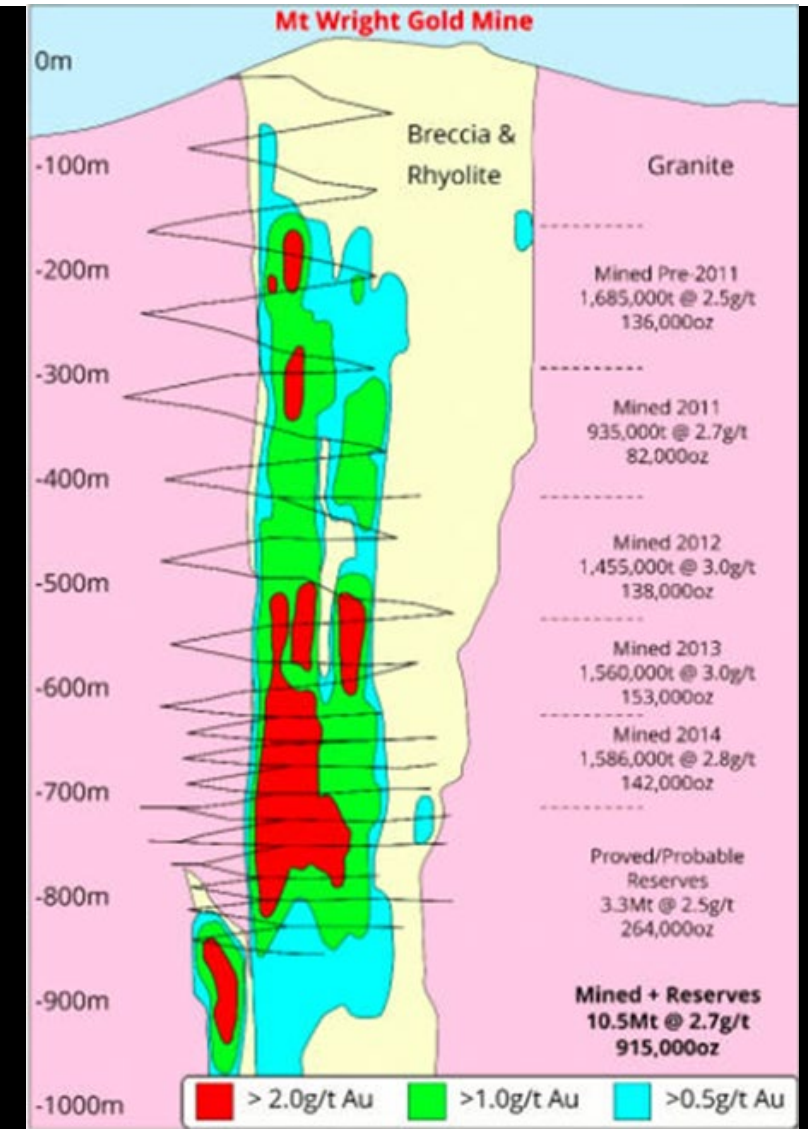 Mt Wright Gold Mine
0m
-100m
-200m
-300m
-400m
-500m
-600m
-700m
-800m
-900m
-1000m
Breccia &
Rhyolite
Granite
Mined Pre-2011
1,685,000t @ 2.5g/t
136,000oz
Mined 2011
935,000t @ 2.7g/t
82,000oz
Mined 2012
1,455,000t @ 3.0g/t
138,000oz
Mined 2013
1,560,000t @ 3.0g/t
153,000oz
Mined 2014
1,586,000t @ 2.8g/t
142,000oz
Proved/Probable
Reserves
3.3Mt @ 2.5g/t
264,000oz
Mined + Reserves
10.5Mt @ 2.7g/t
915,000oz
> 2.0g/t Au
>1.0g/t Au
>0.5g/t Au